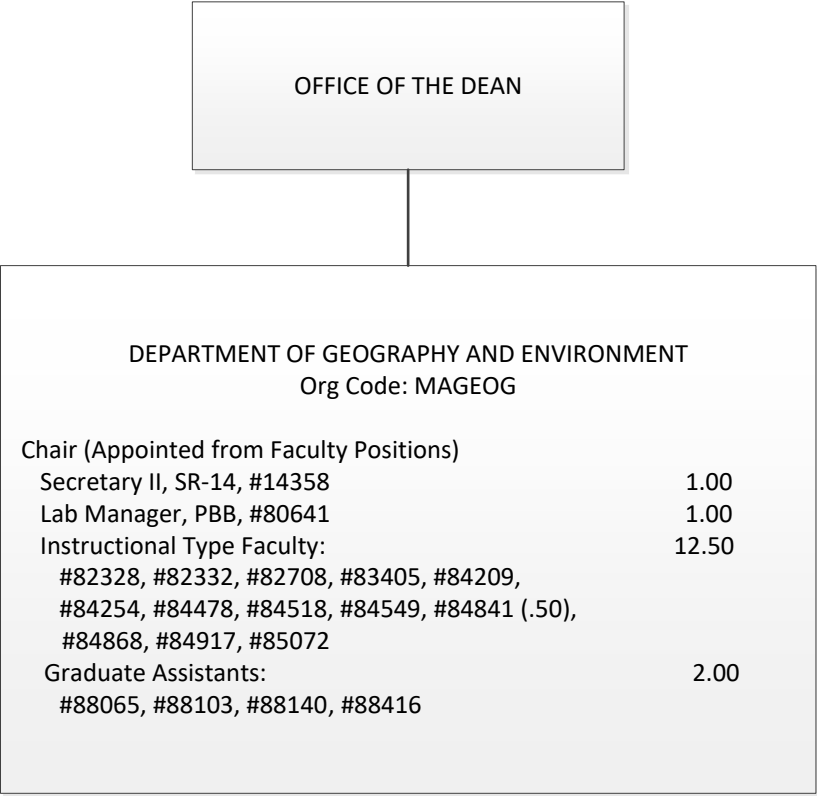 OFFICE OF THE DEAN
DEPARTMENT OF GEOGRAPHY AND ENVIRONMENT
Org Code: MAGEOG
Chair (Appointed from Faculty Positions)
Secretary II, SR-14, #14358 1.00
Lab Manager, PBB, #80641 1.00
Instructional Type Faculty: 12.50
#82328, #82332, #82708, #83405, #84209,
#84254, #84478, #84518, #84549, #84841 (.50),
#84868, #84917, #85072
Graduate Assistants: 2.00
#88065, #88103, #88140, #88416